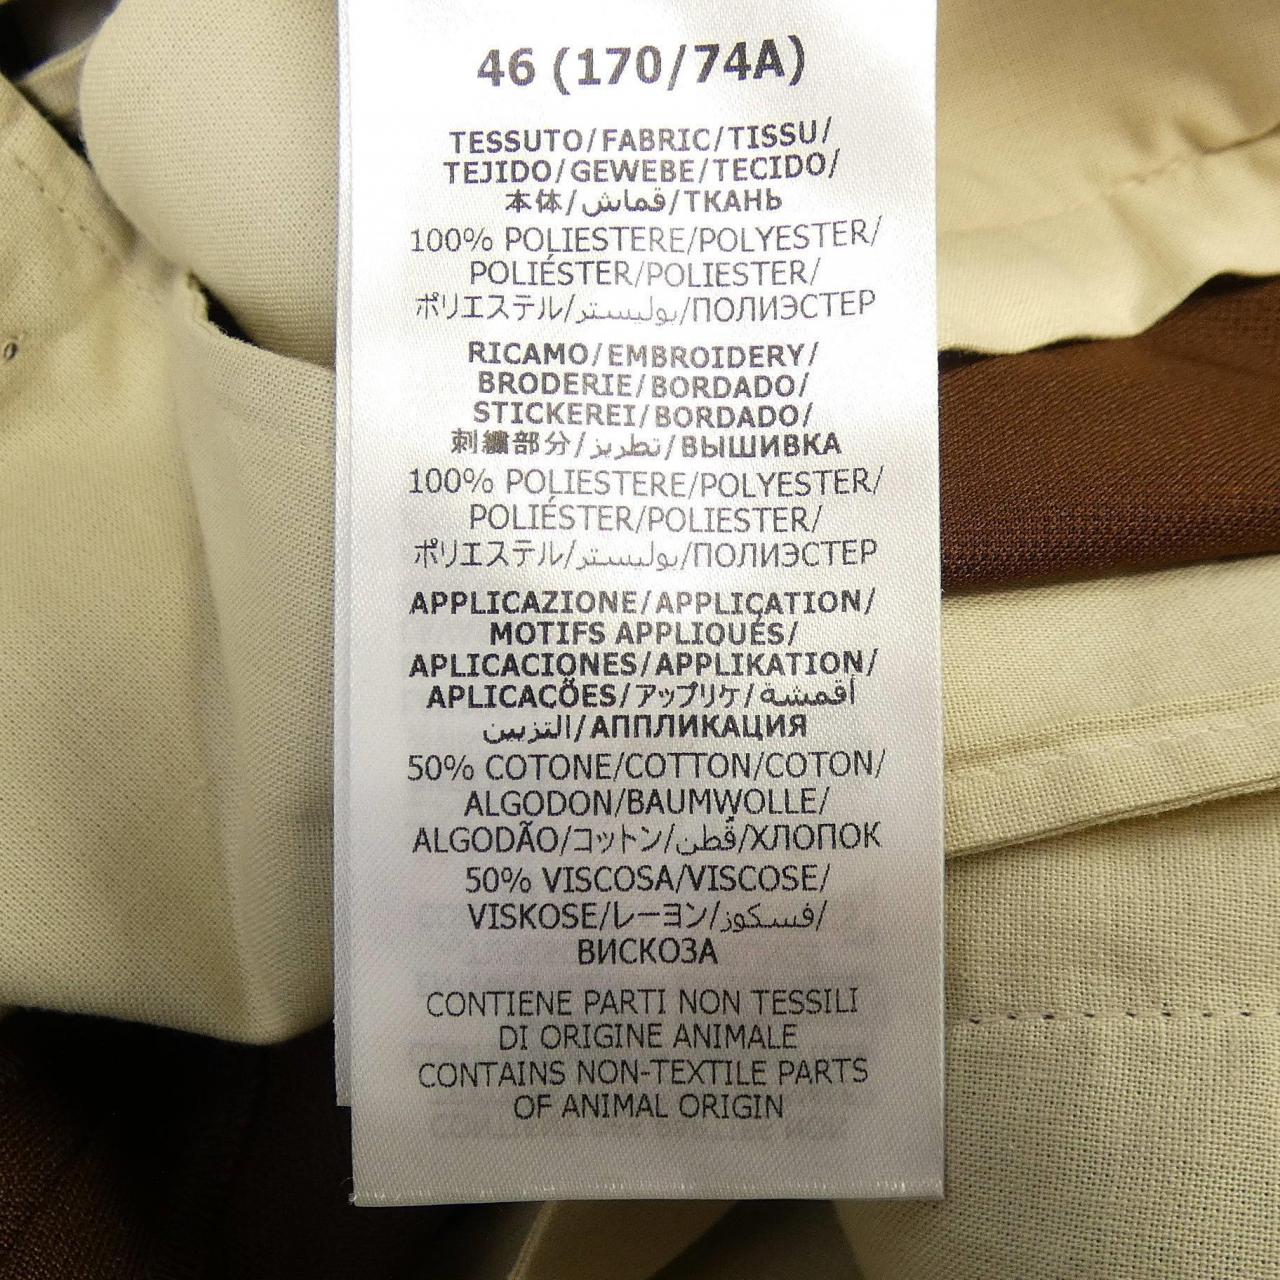 46 (170/74A)
TESSUTO/FABRIC/TISSU/
TEJIDO/GEWEBE/TECIDO/
本体/قماش/ТКАНЬ
100% POLIESTERE/POLYESTER/
POLIÉSTER/POLIESTER/
ポリエステル/بوليستر/ПОЛИЭСТЕР
RICAMO/EMBROIDERY/
BRODERIE/BORDADO/
STICKEREI/BORDADO/
刺繍部分/تطريز/ВЫШИВКА
100% POLIESTERE/POLYESTER/
POLIÉSTER/POLIESTER/
ポリエステル/بوليستر/ПОЛИЭСТЕР
APPLICAZIONE/APPLICATION/
MOTIFS APPLIQUÉS/
APLICACIONES/APPLIKATION/
APLICAÇÕES/アップリケ/أقمشة
التزيين/АППЛИКАЦИЯ
50% COTONE/COTTON/COTON/
ALGODON/BAUMWOLLE/
ALGODÃO/コットン/قطن/ХЛОПОК
50% VISCOSA/VISCOSE/
VISKOSE/レーヨン/فسكوز/
ВИСКОЗА
CONTIENE PARTI NON TESSILI
DI ORIGINE ANIMALE
CONTAINS NON-TEXTILE PARTS
OF ANIMAL ORIGIN